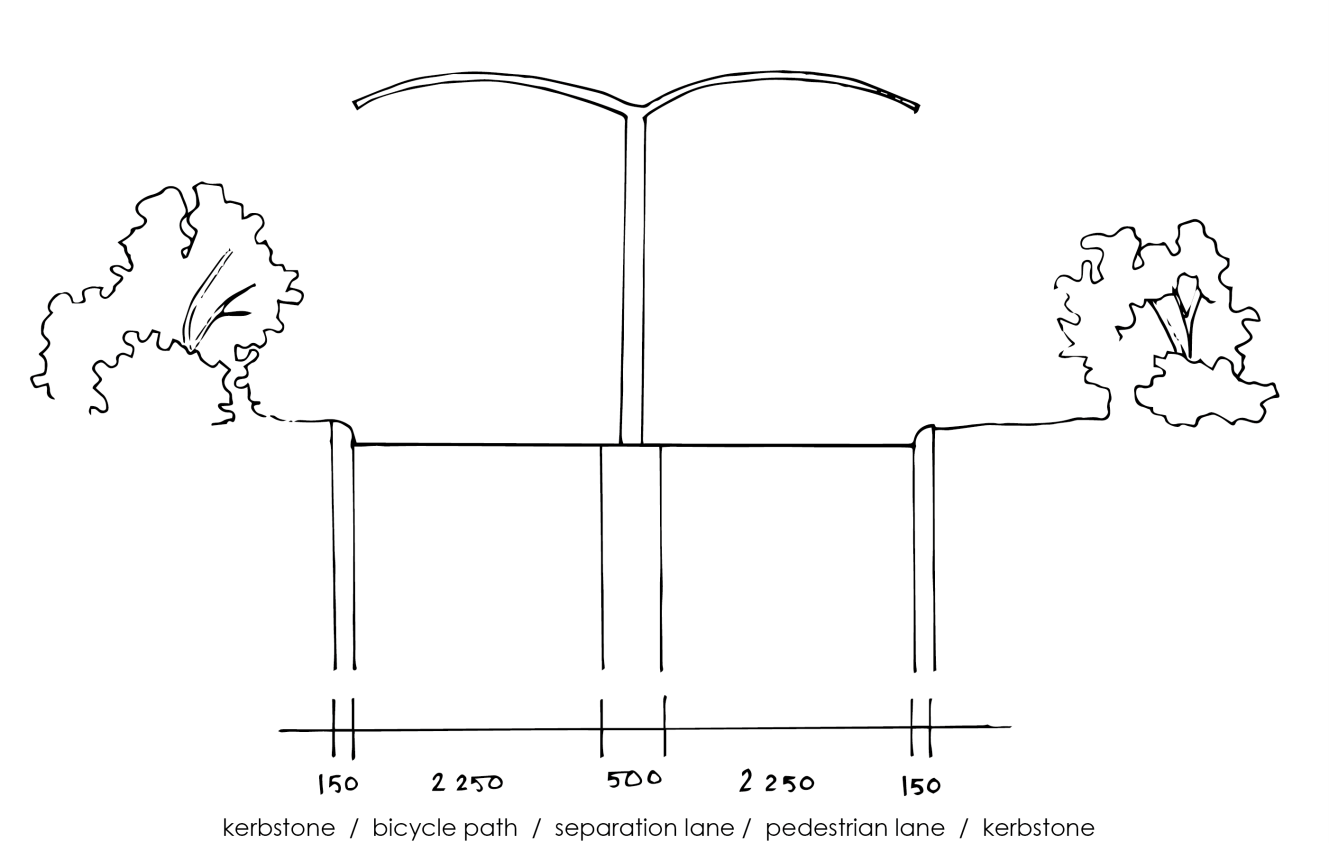 150 2 250 500 2 250 150
kerbstone / bicycle path / separation lane / pedestrian lane / kerbstone